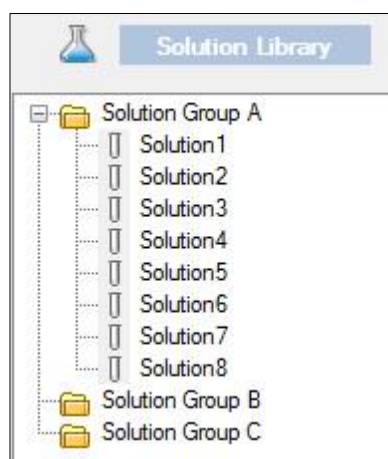 Solution Library
Solution Group A
Solution1
Solution2
Solution3
Solution4
Solution5
Solution6
Solution7
Solution8
Solution Group B
Solution Group C